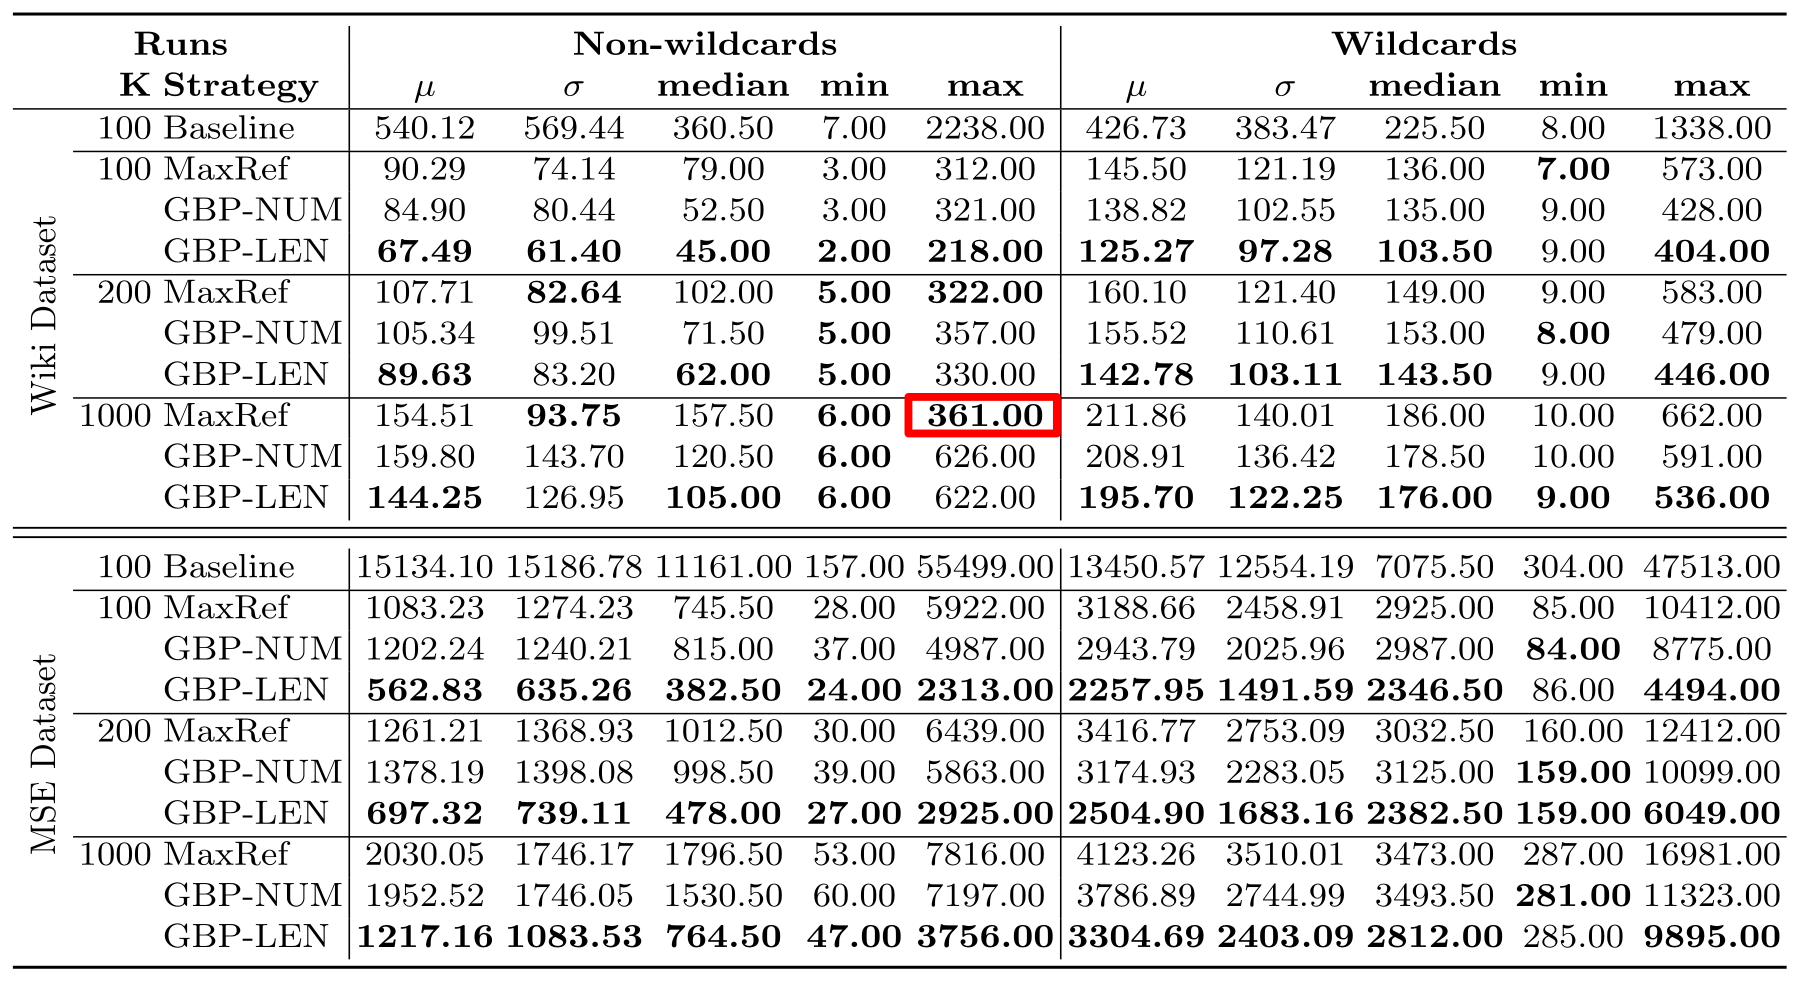 Runs Non-wildcards Wildcards
K Strategy μ σ median min max μ σ median min max
Wiki Dataset
100 Baseline 540.12 569.44 360.50 7.00 2238.00 426.73 383.47 225.50 8.00 1338.00
100 MaxRef 90.29 74.14 79.00 3.00 312.00 145.50 121.19 136.00 7.00 573.00
GBP-NUM 84.90 80.44 52.50 3.00 321.00 138.82 102.55 135.00 9.00 428.00
GBP-LEN 67.49 61.40 45.00 2.00 218.00 125.27 97.28 103.50 9.00 404.00
200 MaxRef 107.71 82.64 102.00 5.00 322.00 160.10 121.40 149.00 9.00 583.00
GBP-NUM 105.34 99.51 71.50 5.00 357.00 155.52 110.61 153.00 8.00 479.00
GBP-LEN 89.63 83.20 62.00 5.00 330.00 142.78 103.11 143.50 9.00 446.00
1000 MaxRef 154.51 93.75 157.50 6.00 361.00 211.86 140.01 186.00 10.00 662.00
GBP-NUM 159.80 143.70 120.50 6.00 626.00 208.91 136.42 178.50 10.00 591.00
GBP-LEN 144.25 126.95 105.00 6.00 622.00 195.70 122.25 176.00 9.00 536.00
MSE Dataset
100 Baseline 15134.10 15186.78 11161.00 157.00 55499.00 13450.57 12554.19 7075.50 304.00 47513.00
100 MaxRef 1083.23 1274.23 745.50 28.00 5922.00 3188.66 2458.91 2925.00 85.00 10412.00
GBP-NUM 1202.24 1240.21 815.00 37.00 4987.00 2943.79 2025.96 2987.00 84.00 8775.00
GBP-LEN 562.83 635.26 382.50 24.00 2313.00 2257.95 1491.59 2346.50 86.00 4494.00
200 MaxRef 1261.21 1368.93 1012.50 30.00 6439.00 3416.77 2753.09 3032.50 160.00 12412.00
GBP-NUM 1378.19 1398.08 998.50 39.00 5863.00 3174.93 2283.05 3125.00 159.00 10099.00
GBP-LEN 697.32 739.11 478.00 27.00 2925.00 2504.90 1683.16 2382.50 159.00 6049.00
1000 MaxRef 2030.05 1746.17 1796.50 53.00 7816.00 4123.26 3510.01 3473.00 287.00 16981.00
GBP-NUM 1952.52 1746.05 1530.50 60.00 7197.00 3786.89 2744.99 3493.50 281.00 11323.00
GBP-LEN 1217.16 1083.53 764.50 47.00 3756.00 3304.69 2403.09 2812.00 285.00 9895.00